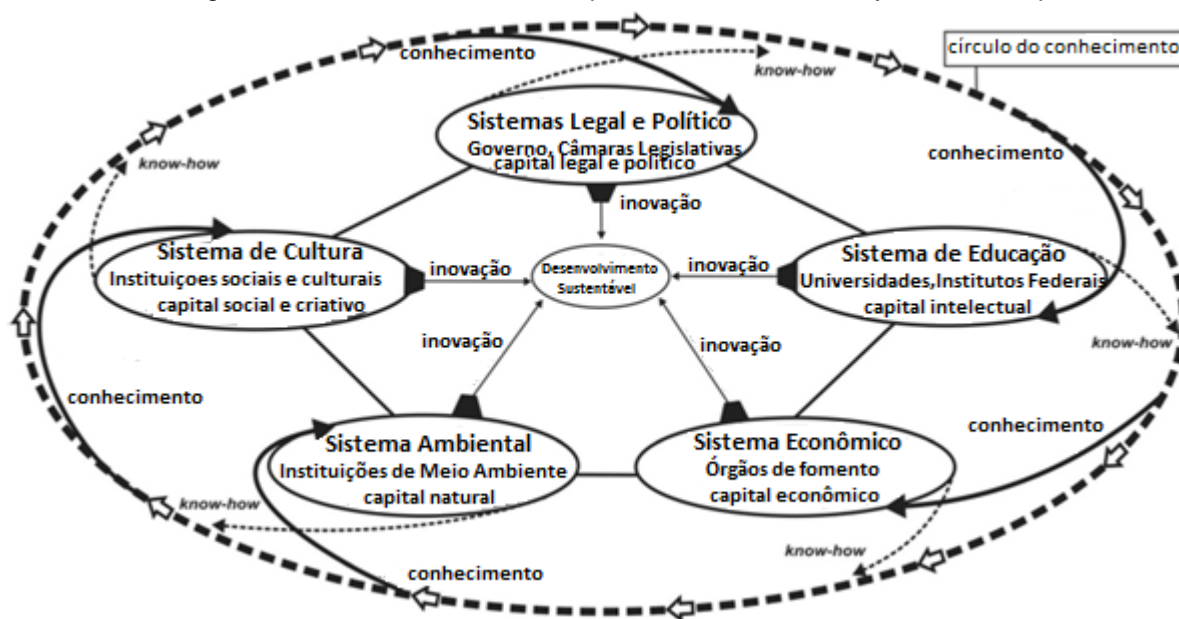 conhecimento
know-how
círculo do conhecimento
Sistemas Legal e Político
Governo, Câmaras Legislativas
capital legal e político
inovação
know-how
conhecimento
Sistema de Cultura
Instituiçoes sociais e culturais
capital social e criativo
inovação
Desenvolvimento
Sustentável
inovação
Sistema de Educação
Universidades,Institutos Federais
capital intelectual
know-how
inovação
inovação
conhecimento
conhecimento
Sistema Ambiental
Instituições de Meio Ambiente
capital natural
Sistema Econômico
Órgãos de fomento
capital econômico
know-how
know-how
conhecimento